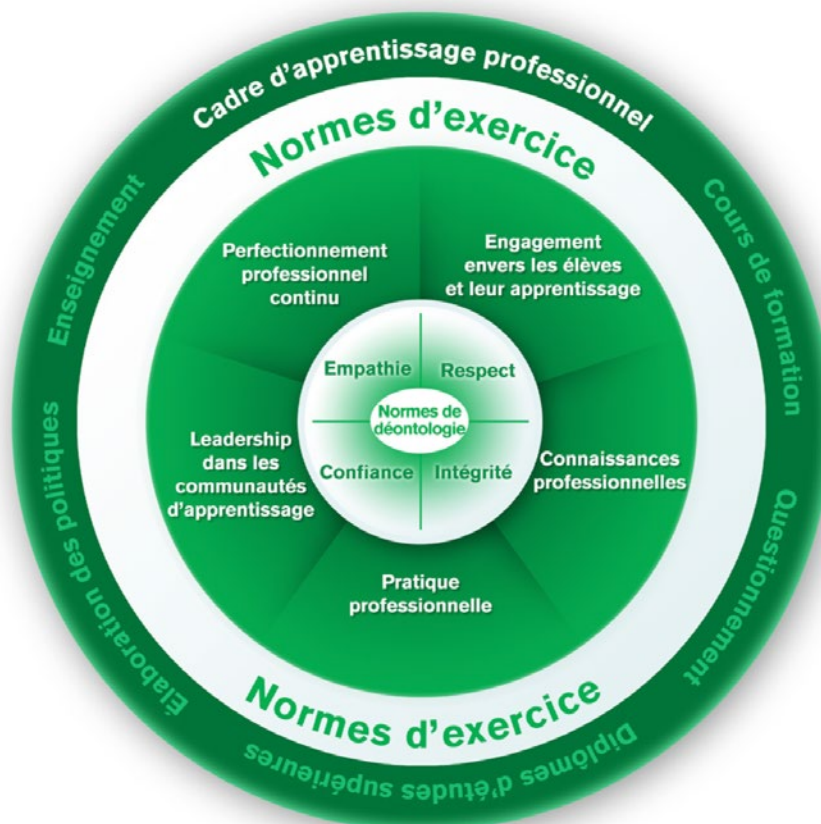 Cadre d'apprentissage professionnel
Cours de formation
Questionnement
Diplômes d'études supérieures
Élaboration des politiques
Enseignement
Normes d'exercice
Perfectionnement
professionnel
continu
Engagement
envers les élèves
et leur apprentissage
Connaissances
professionnelles
Pratique
professionnelle
Leadership
dans les
communautés
d'apprentissage
Empathie
Respect
Normes de
déontologie
Confiance
Intégrité
Normes d'exercice